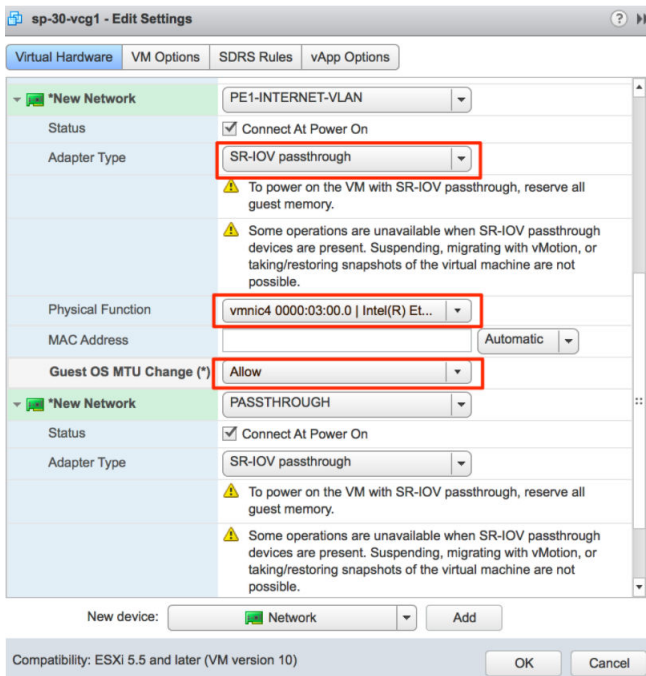 sp-30-vcg1 - Edit Settings
?
Virtual Hardware VM Options SDRS Rules vApp Options
*New Network PE1-INTERNET-VLAN
Status Connect At Power On
Adapter Type SR-IOV passthrough
To power on the VM with SR-IOV passthrough, reserve all
guest memory.
Some operations are unavailable when SR-IOV passthrough
devices are present. Suspending, migrating with vMotion, or
taking/restoring snapshots of the virtual machine are not
possible.
Physical Function vmnic4 0000:03:00.0 | Intel(R) Et...
MAC Address Automatic
Guest OS MTU Change (*) Allow
*New Network PASSTHROUGH
Status Connect At Power On
Adapter Type SR-IOV passthrough
To power on the VM with SR-IOV passthrough, reserve all
guest memory.
Some operations are unavailable when SR-IOV passthrough
devices are present. Suspending, migrating with vMotion, or
taking/restoring snapshots of the virtual machine are not
possible.
New device: Network Add
Compatibility: ESXi 5.5 and later (VM version 10) OK Cancel